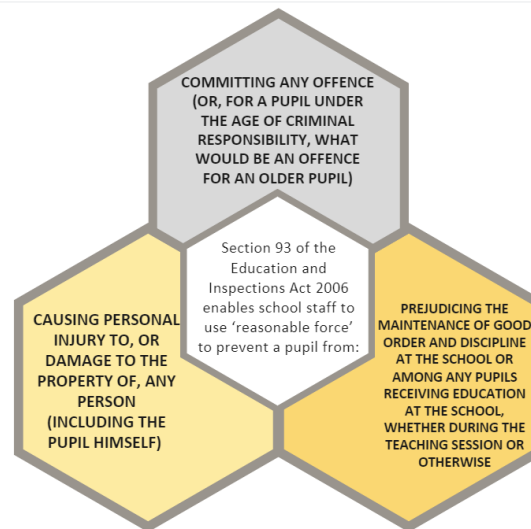 COMMITTING ANY OFFENCE
(OR, FOR A PUPIL UNDER
THE AGE OF CRIMINAL
RESPONSIBILITY, WHAT
WOULD BE AN OFFENCE
FOR AN OLDER PUPIL)
Section 93 of the
Education and
Inspections Act 2006
enables school staff to
use ‘reasonable force’
to prevent a pupil from:
CAUSING PERSONAL
INJURY TO, OR
DAMAGE TO THE
PROPERTY OF, ANY
PERSON
(INCLUDING THE
PUPIL HIMSELF)
PREJUDICING THE
MAINTENANCE OF GOOD
ORDER AND DISCIPLINE
AT THE SCHOOL OR
AMONG ANY PUPILS
RECEIVING EDUCATION
AT THE SCHOOL,
WHETHER DURING THE
TEACHING SESSION OR
OTHERWISE